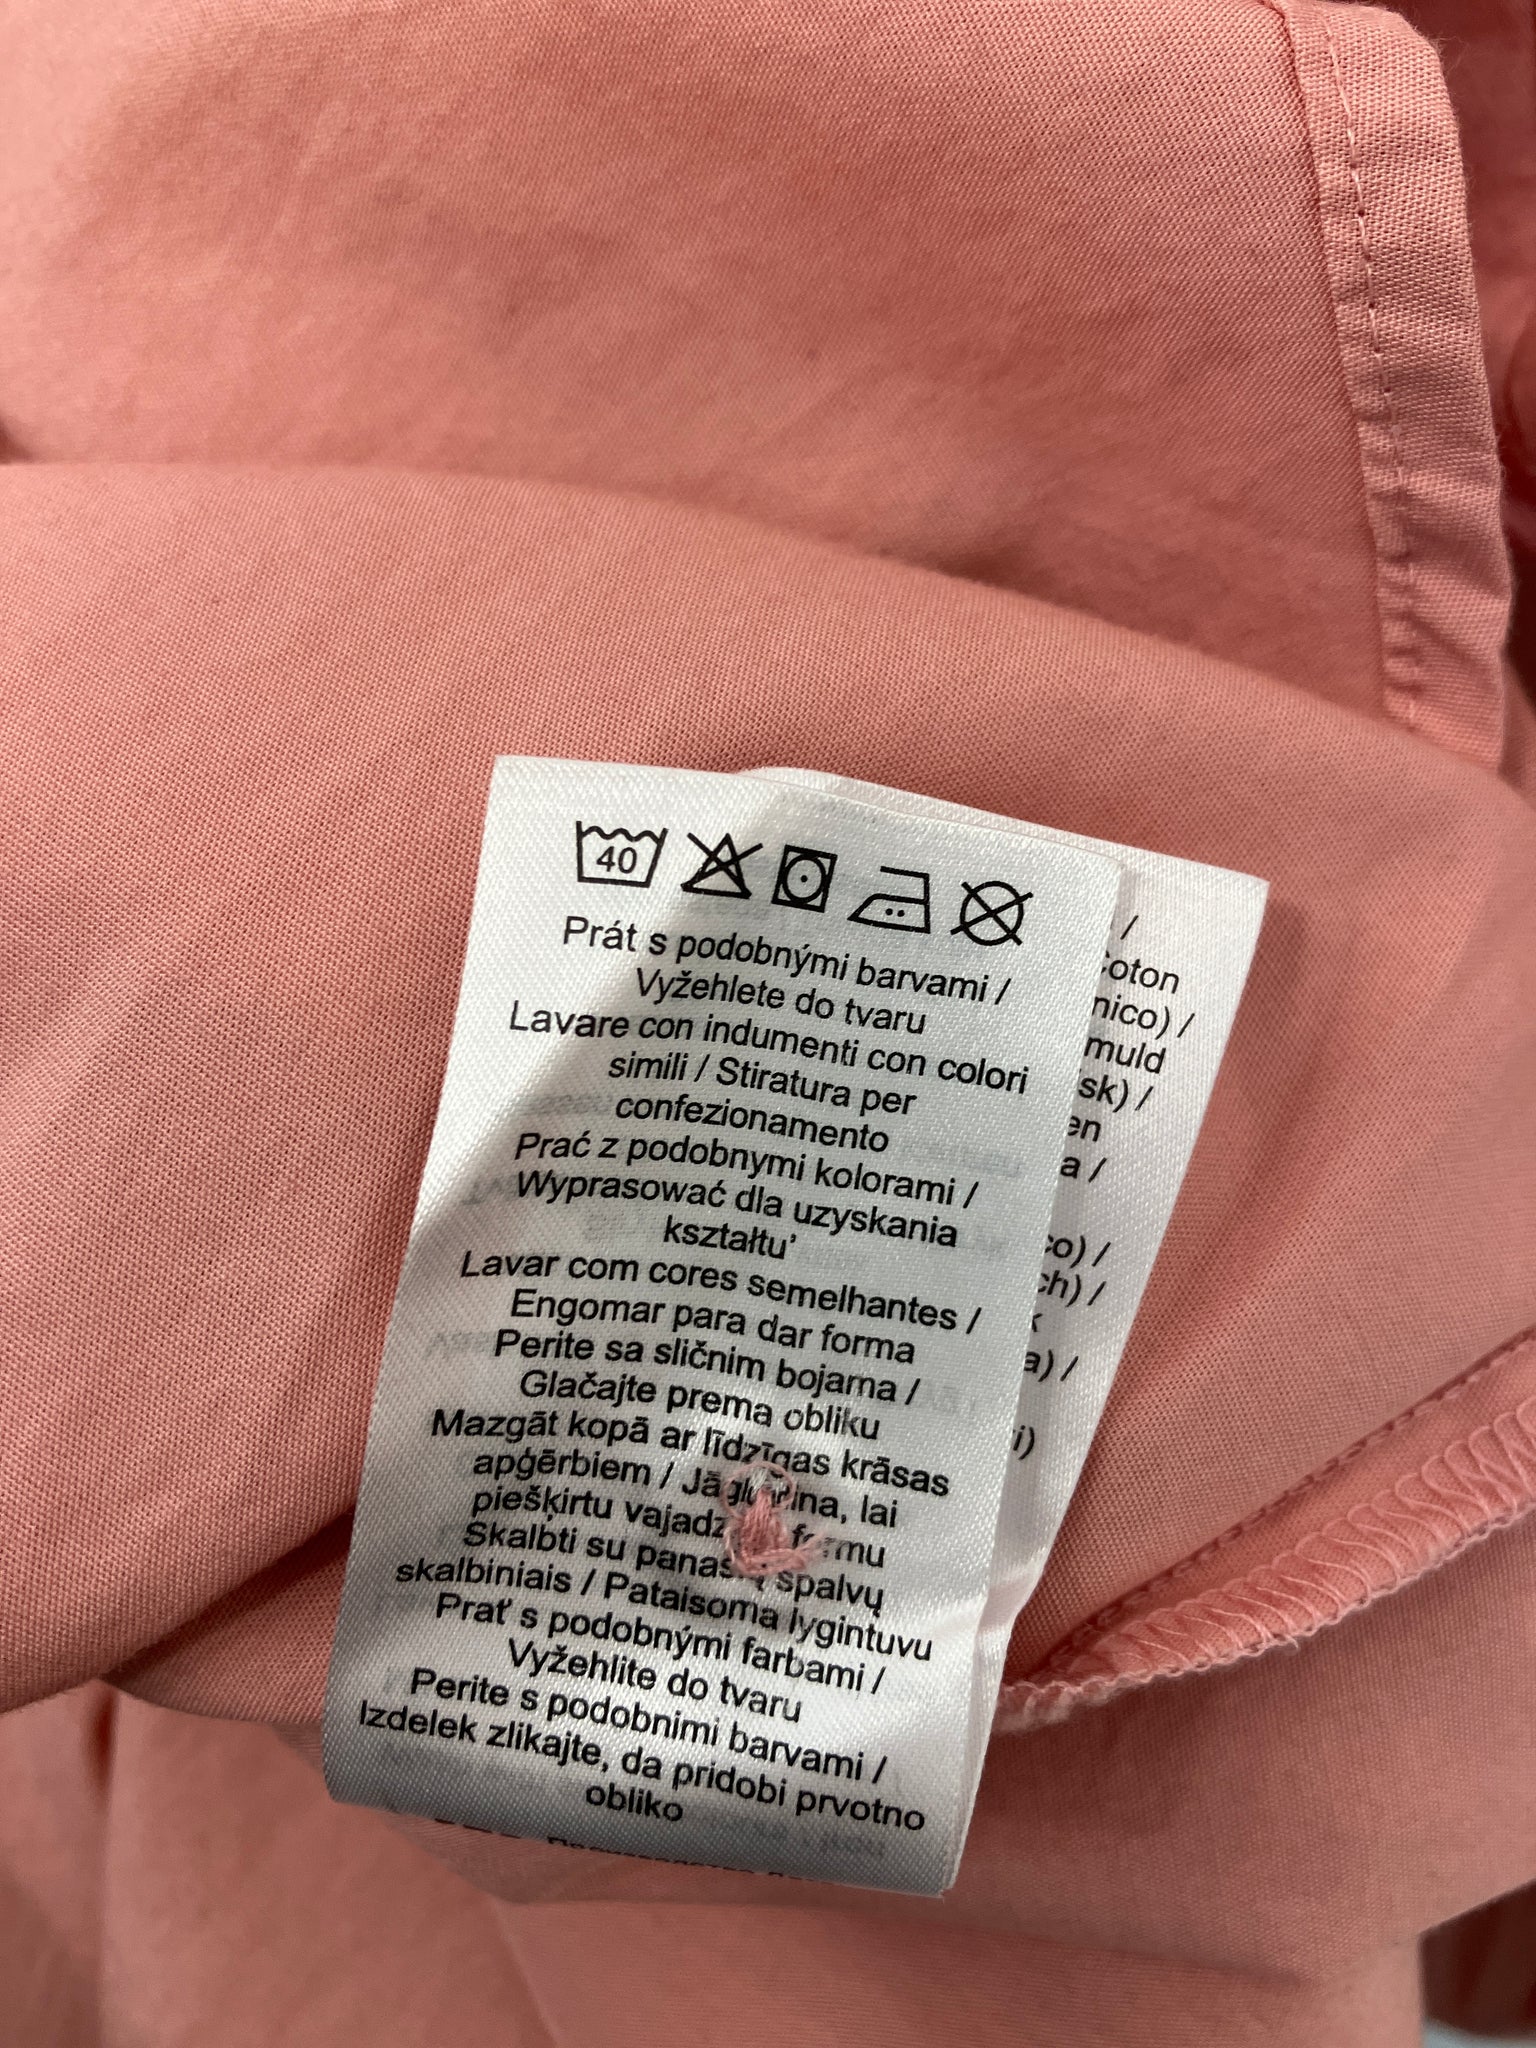 40
Prát s podobnými barvami /
Vyžehlete do tvaru
Lavare con indumenti con colori
simili / Stiratura per
confezionamento
Prać z podobnymi kolorami /
Wyprasować dla uzyskania
kształtu’
Lavar com cores semelhantes /
Engomar para dar forma
Perite sa sličnim bojama /
Glačajte prema obliku
Mazgāt kopā ar līdzīgas krāsas
apģērbiem / lai
piešķirtu formu
Skalbti su spalvų
skalbiniais / Pataisoma lygintuvu
Prať s podobnými farbami /
Vyžehlite do tvaru
Perite s podobnimi barvami /
Izdelek zlikajte, da pridobi prvotno
obliko
/
oton
nico) /
muld
sk) /
en
a /
co) /
ch) /
k
a) /
i)